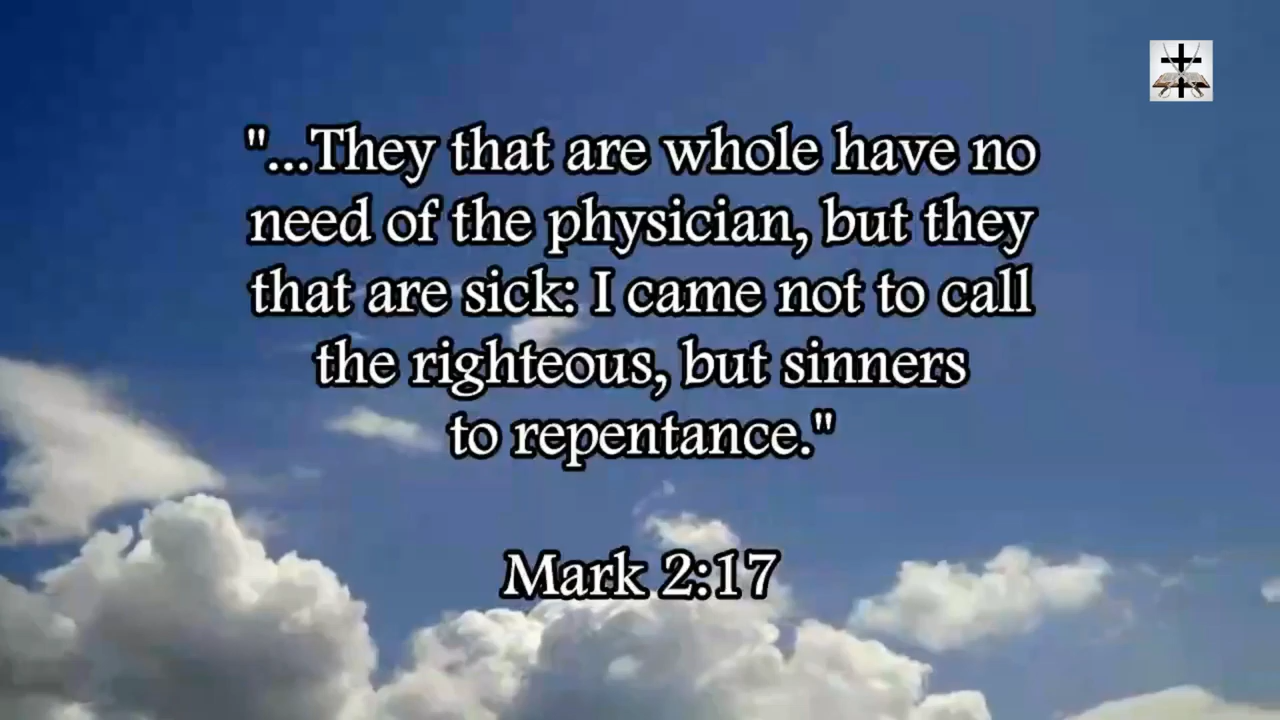 "...They that are whole have no
need of the physician, but they
that are sick: I came not to call
the righteous, but sinners
to repentance."
Mark 2:17